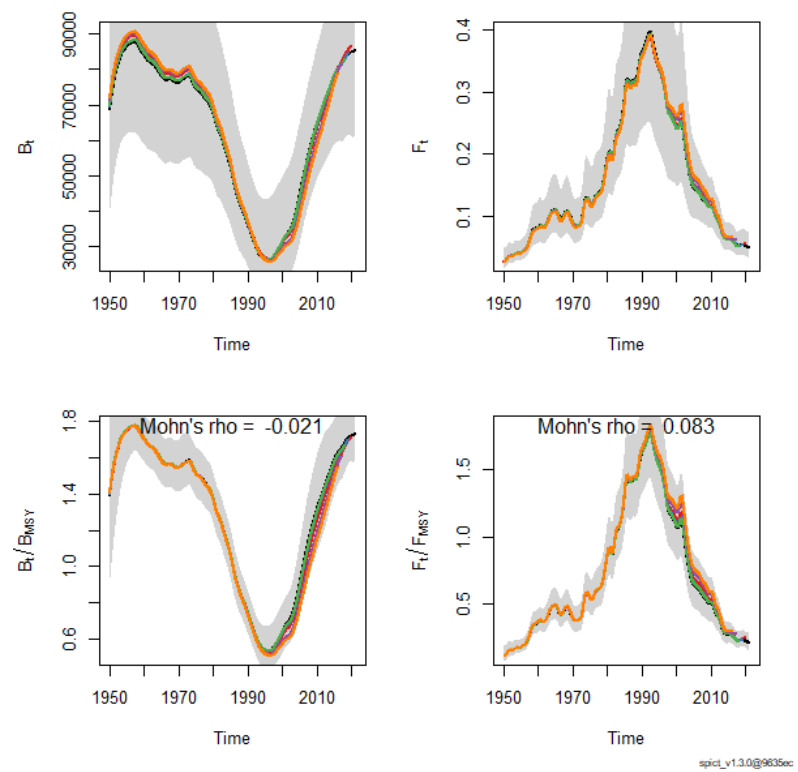 90000
70000
50000
30000
Bt
1950 1970 1990 2010
Time
0.4
0.3
0.2
0.1
Ft
1950 1970 1990 2010
Time
Mohn's rho = -0.021
1.8
1.4
1.0
0.6
Bt/BMSY
1950 1970 1990 2010
Time
Mohn's rho = 0.083
1.5
1.0
0.5
Ft/FMSY
1950 1970 1990 2010
Time
spict_v1.3.0@9635ec